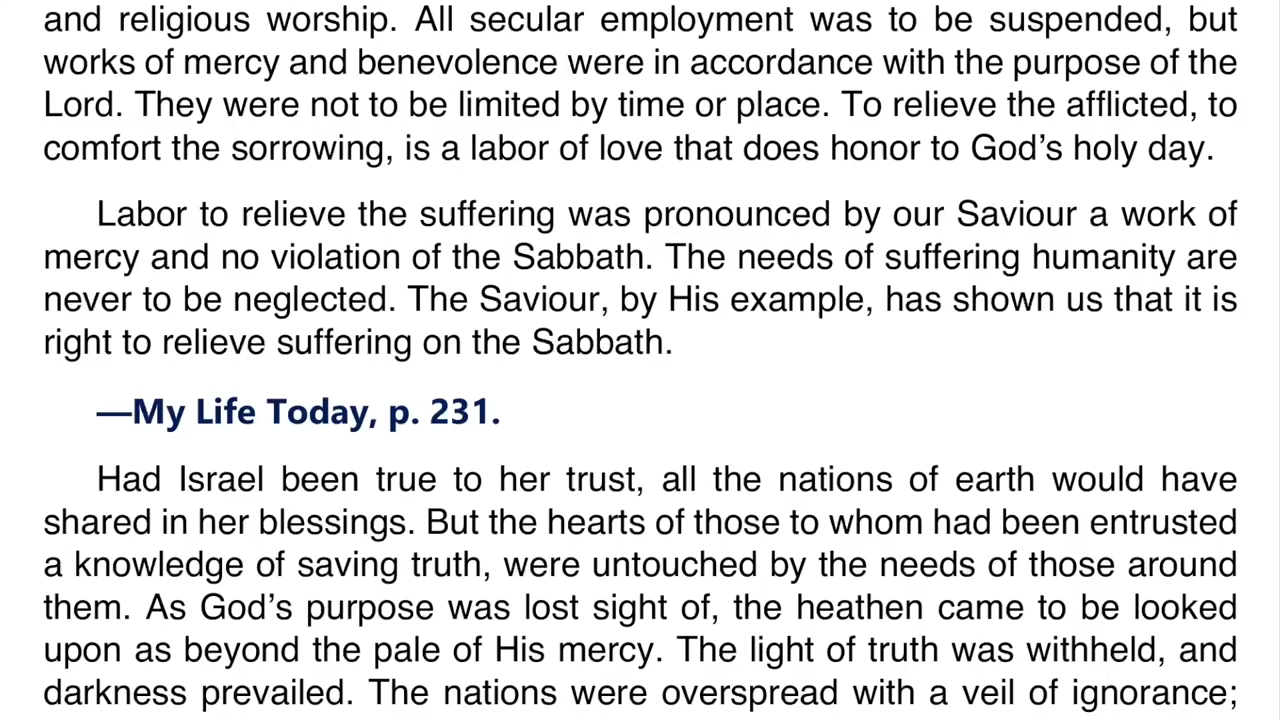 and religious worship. All secular employment was to be suspended, but
works of mercy and benevolence were in accordance with the purpose of the
Lord. They were not to be limited by time or place. To relieve the afflicted, to
comfort the sorrowing, is a labor of love that does honor to God’s holy day.
Labor to relieve the suffering was pronounced by our Saviour a work of
mercy and no violation of the Sabbath. The needs of suffering humanity are
never to be neglected. The Saviour, by His example, has shown us that it is
right to relieve suffering on the Sabbath.
—My Life Today, p. 231.
Had Israel been true to her trust, all the nations of earth would have
shared in her blessings. But the hearts of those to whom had been entrusted
a knowledge of saving truth, were untouched by the needs of those around
them. As God’s purpose was lost sight of, the heathen came to be looked
upon as beyond the pale of His mercy. The light of truth was withheld, and
darkness prevailed. The nations were overspread with a veil of ignorance;